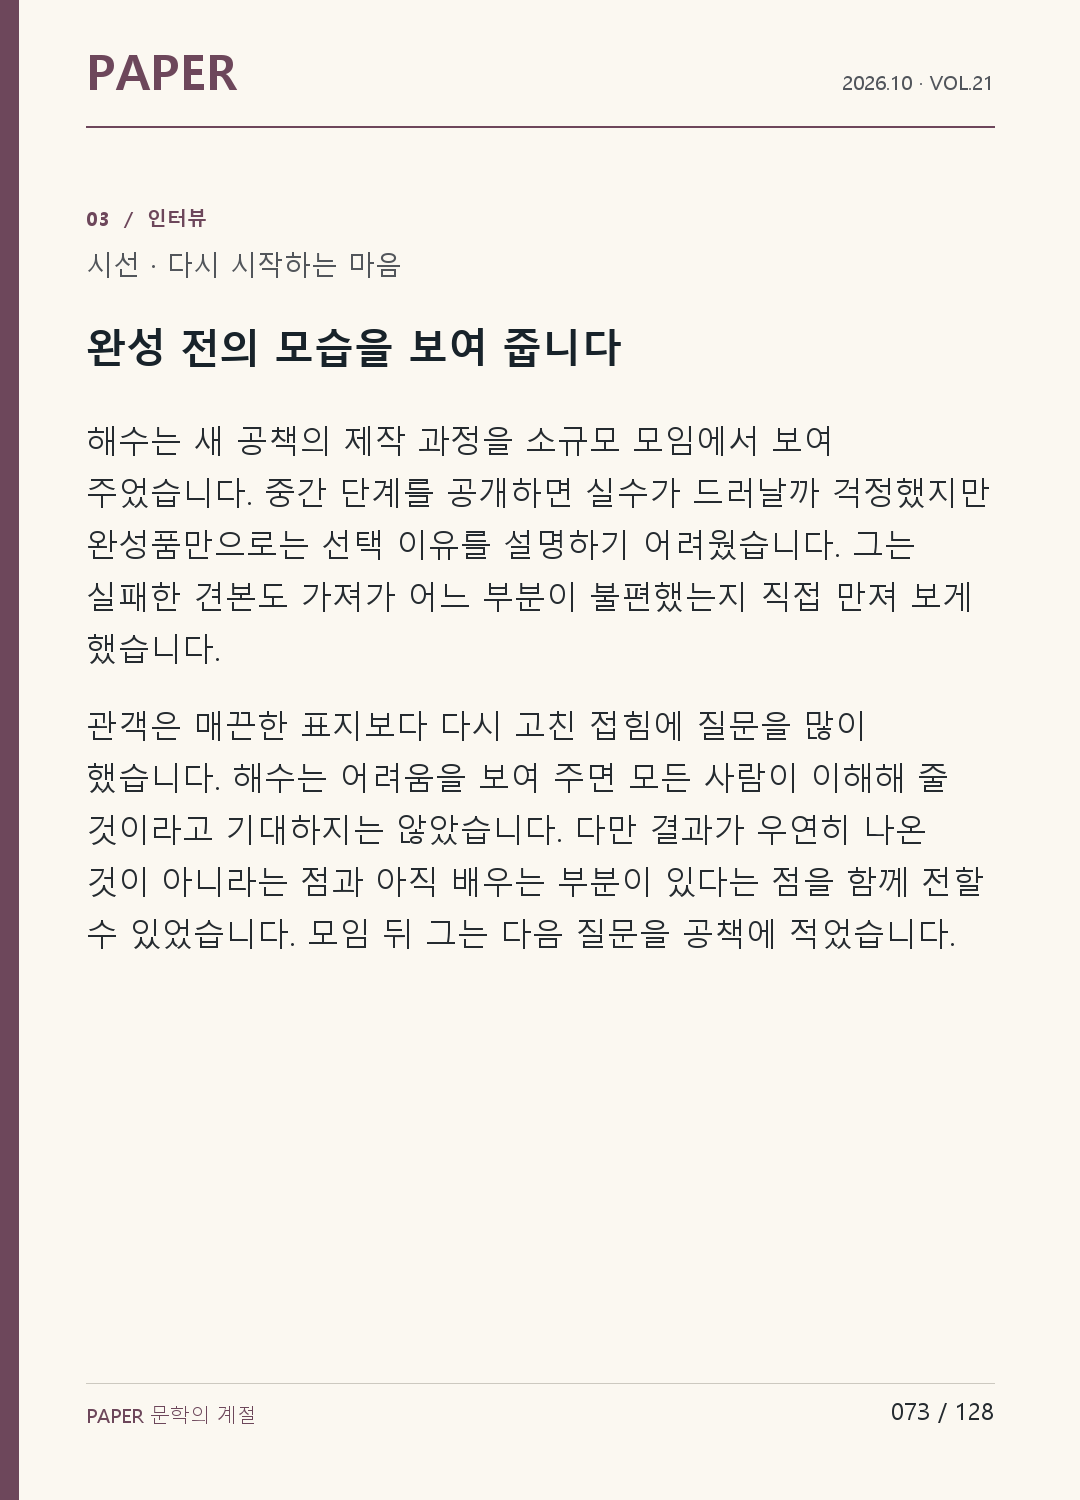 PAPER
2026.10 · VOL.21
03 / 인터뷰
시선 · 다시 시작하는 마음
완성 전의 모습을 보여 줍니다
해수는 새 공책의 제작 과정을 소규모 모임에서 보여
주었습니다. 중간 단계를 공개하면 실수가 드러날까 걱정했지만
완성품만으로는 선택 이유를 설명하기 어려웠습니다. 그는
실패한 견본도 가져가 어느 부분이 불편했는지 직접 만져 보게
했습니다.
관객은 매끈한 표지보다 다시 고친 접힘에 질문을 많이
했습니다. 해수는 어려움을 보여 주면 모든 사람이 이해해 줄
것이라고 기대하지는 않았습니다. 다만 결과가 우연히 나온
것이 아니라는 점과 아직 배우는 부분이 있다는 점을 함께 전할
수 있었습니다. 모임 뒤 그는 다음 질문을 공책에 적었습니다.
PAPER 문학의 계절
073 / 128